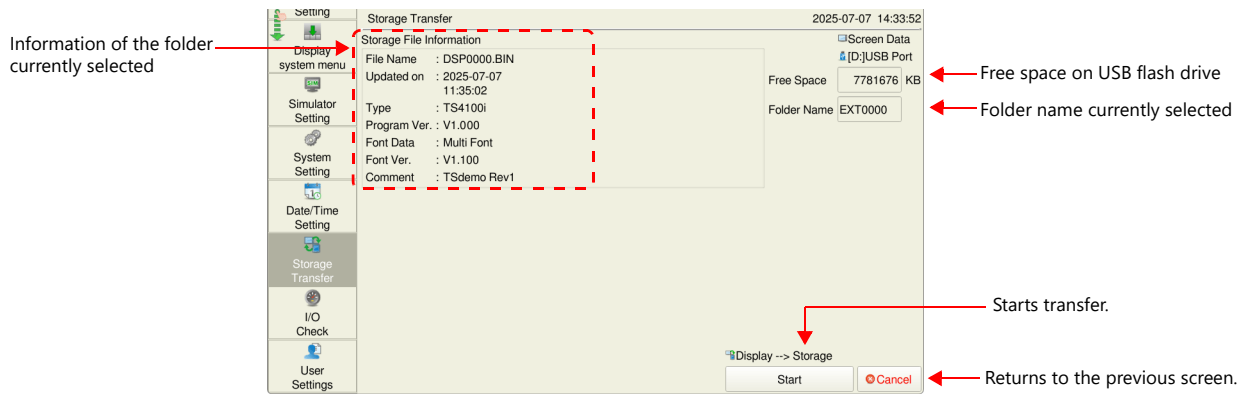 Setting
Display
system menu
Simulator
Setting
System
Setting
Date/Time
Setting
Storage
Transfer
I/O
Check
User
Settings
Storage Transfer
2025-07-07 14:33:52
Storage File Information
File Name : DSP0000.BIN
Updated on : 2025-07-07
11:35:02
Type : TS4100i
Program Ver. : V1.000
Font Data : Multi Font
Font Ver. : V1.100
Comment : TSdemo Rev1
Screen Data
[D:]USB Port
Free Space 7781676 KB
Folder Name EXT0000
Display --> Storage
Start
Cancel
Information of the folder
currently selected
Free space on USB flash drive
Folder name currently selected
Starts transfer.
Returns to the previous screen.